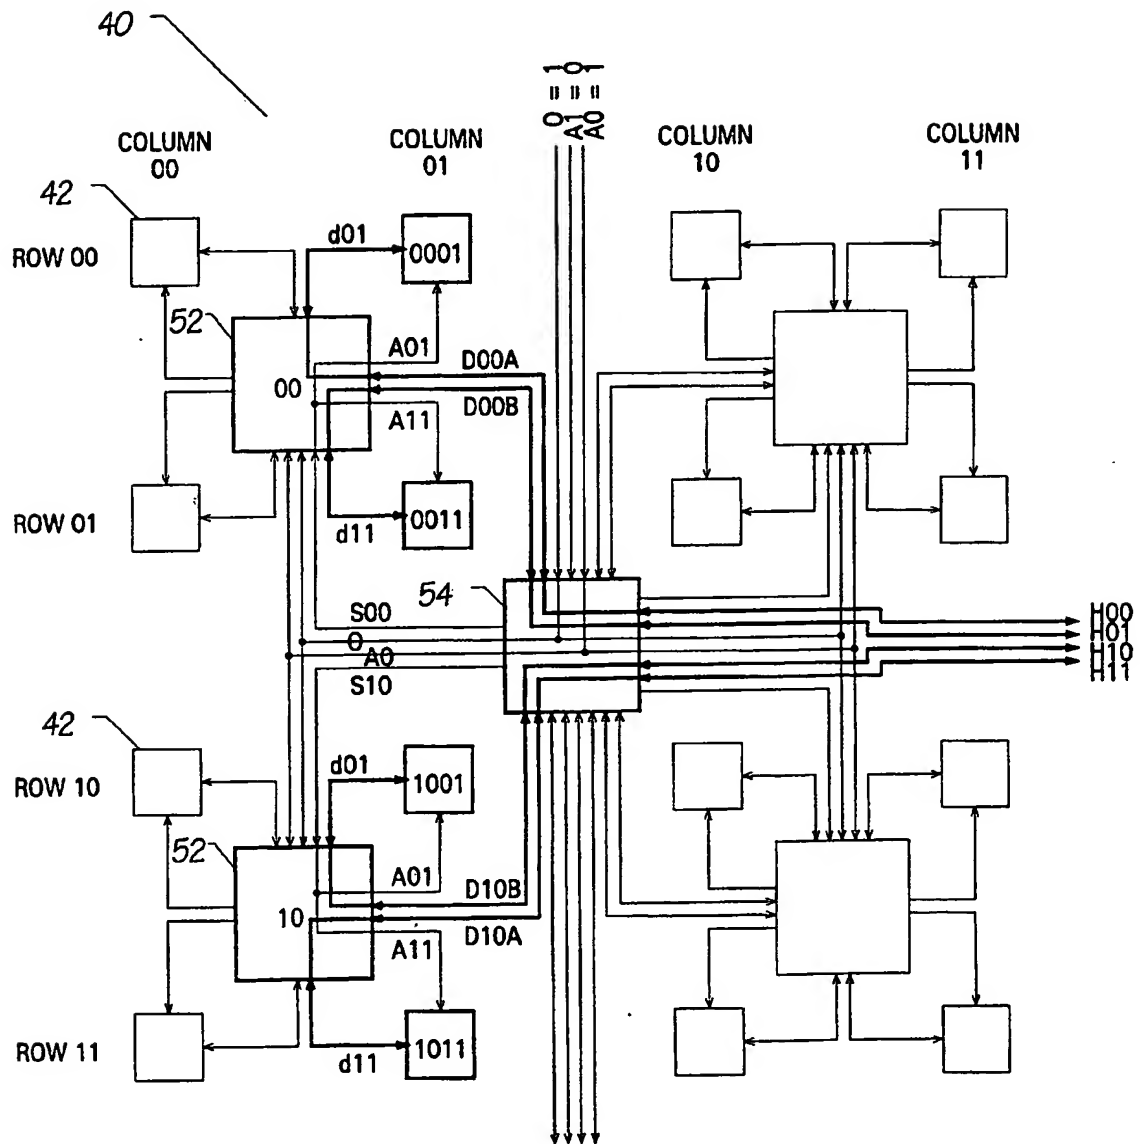 40
O = 1
A1 = 0
A0 = 1
COLUMN
00
COLUMN
01
COLUMN
10
COLUMN
11
42
ROW 00
d01
0001
52
A01
00
D00A
D00B
A11
ROW 01
d11
0011
54
S00
O
A0
S10
H00
H01
H10
H11
42
ROW 10
d01
1001
52
A01
10
D10B
D10A
A11
ROW 11
d11
1011